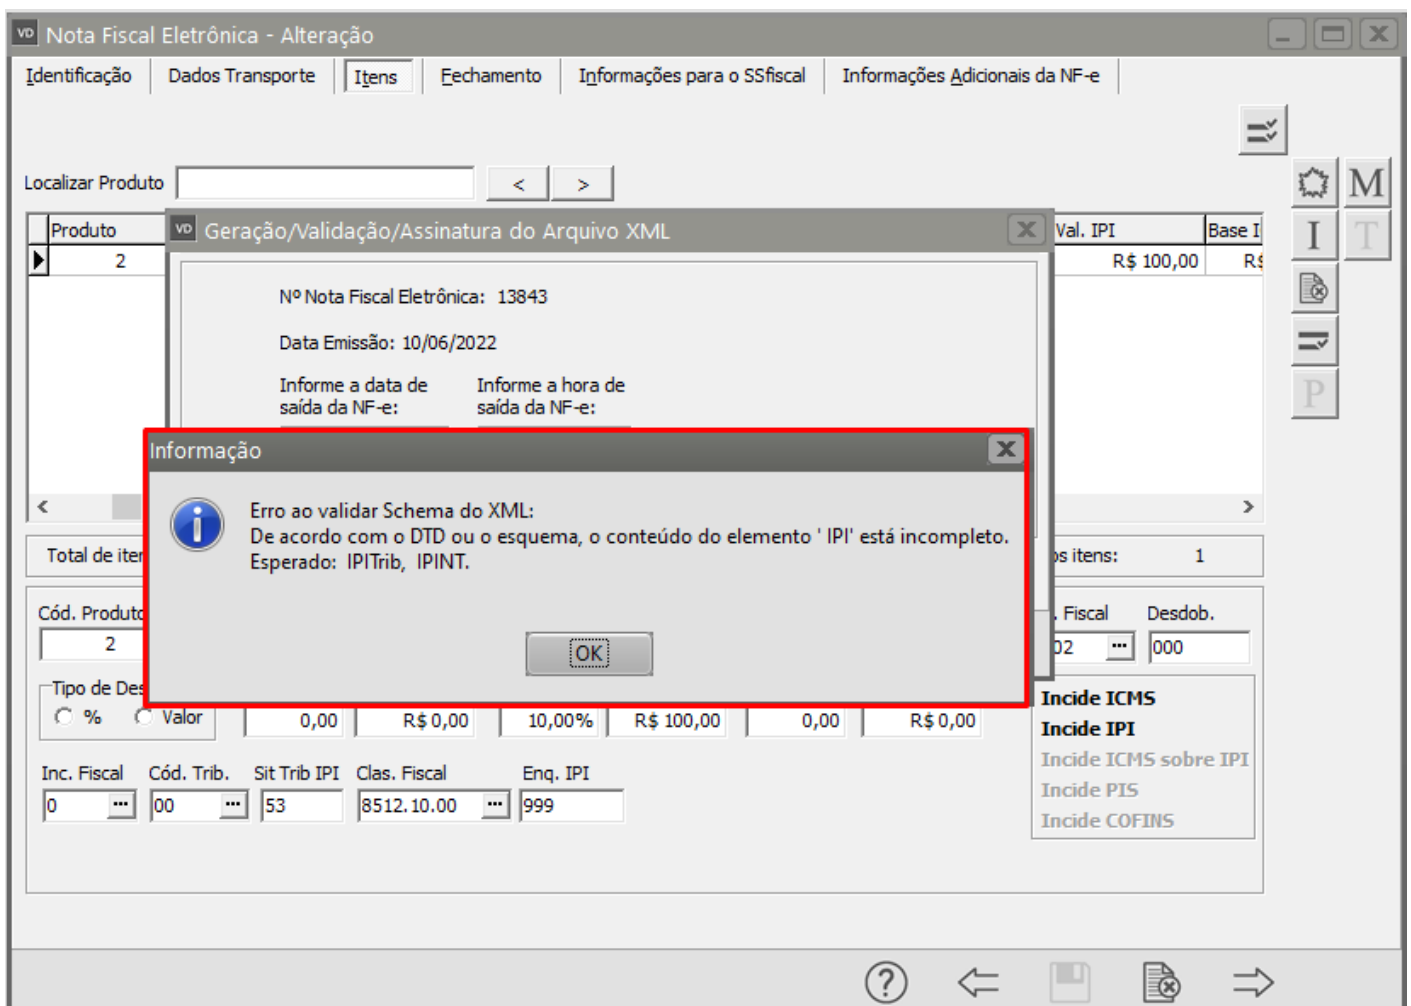 VD Nota Fiscal Eletrônica - Alteração
Identificação Dados Transporte Itens Fechamento Informações para o SSfiscal Informações Adicionais da NF-e
Localizar Produto < >
M
I T
P
Produto Val. IPI Base I
2 R$ 100,00
VD Geração/Validação/Assinatura do Arquivo XML
Nº Nota Fiscal Eletrônica: 13843
Data Emissão: 10/06/2022
Informe a data de saída da NF-e:
Informe a hora de saída da NF-e:
Informação
Erro ao validar Schema do XML:
De acordo com o DTD ou o esquema, o conteúdo do elemento ' IPI' está incompleto.
Esperado: IPITrib, IPINT.
OK
Total de iter os itens: 1
Cód. Produto . Fiscal Desdob.
2 02 ... 000
Tipo de Des
% Valor 0,00 R$ 0,00 10,00% R$ 100,00 0,00 R$ 0,00
Incide ICMS
Incide IPI
Incide ICMS sobre IPI
Incide PIS
Incide COFINS
Inc. Fiscal Cód. Trib. Sit Trib IPI Clas. Fiscal Enq. IPI
0 ... 00 ... 53 8512.10.00 ... 999
?